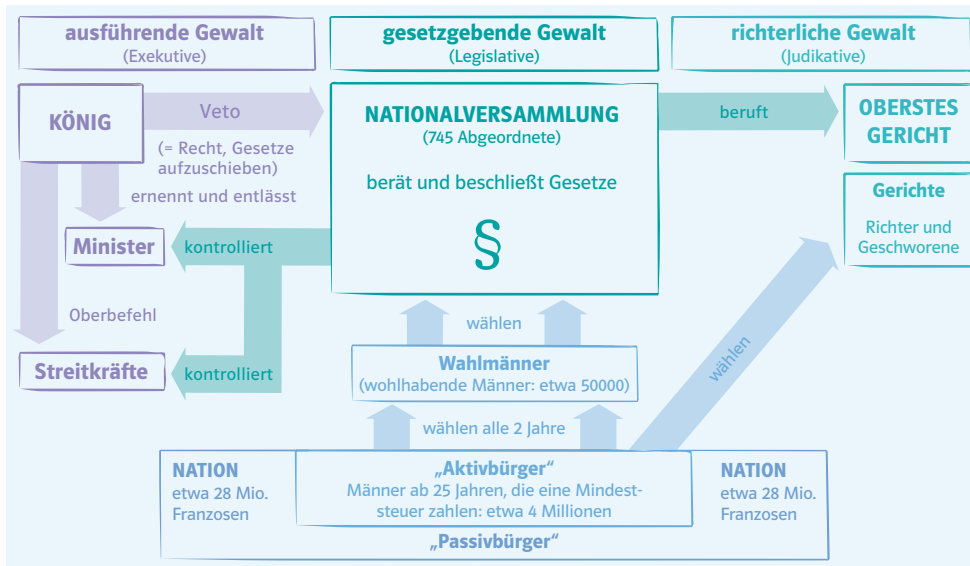 ausführende Gewalt
(Exekutive)
gesetzgebende Gewalt
(Legislative)
richterliche Gewalt
(Judikative)
KÖNIG
Veto
(= Recht, Gesetze
aufzuschieben)
ernennt und entlässt
NATIONALVERSAMMLUNG
(745 Abgeordnete)
berät und beschließt Gesetze
§
beruft
OBERSTES
GERICHT
Gerichte
Richter und
Geschworene
Minister
kontrolliert
Oberbefehl
Streitkräfte
kontrolliert
wählen
Wahlmänner
(wohlhabende Männer: etwa 50000)
wählen
wählen alle 2 Jahre
NATION
etwa 28 Mio.
Franzosen
„Aktivbürger“
Männer ab 25 Jahren, die eine Mindest-
steuer zahlen: etwa 4 Millionen
NATION
etwa 28 Mio.
Franzosen
„Passivbürger“